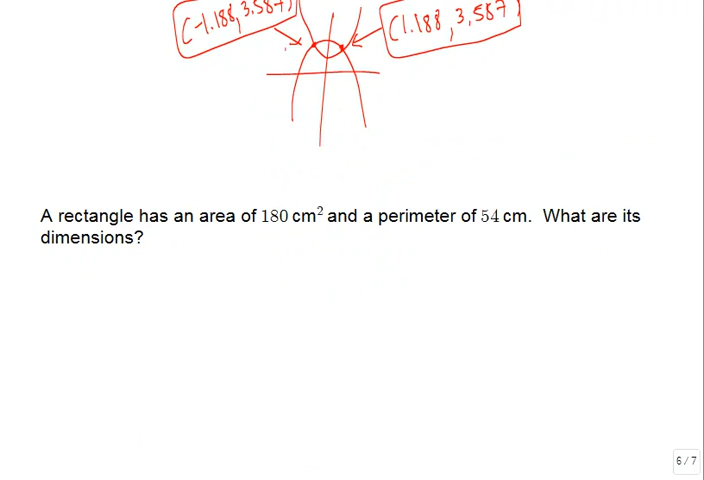 (-1.188, 3.587)
(1.188, 3.587)
A rectangle has an area of 180 cm² and a perimeter of 54 cm. What are its
dimensions?
6 / 7